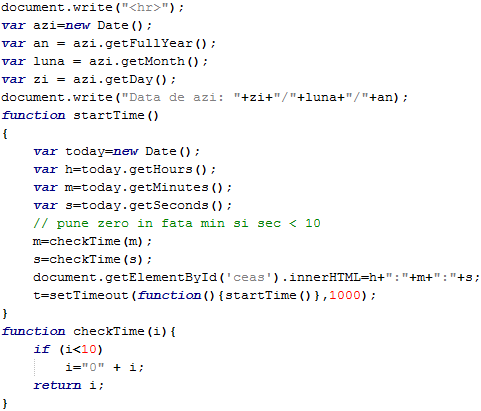 document.write("<hr>");
var azi=new Date();
var an = azi.getFullYear();
var luna = azi.getMonth();
var zi = azi.getDay();
document.write("Data de azi: "+zi+"/"+luna+"/"+an);
function startTime()
{
    var today=new Date();
    var h=today.getHours();
    var m=today.getMinutes();
    var s=today.getSeconds();
    // pune zero in fata min si sec < 10
    m=checkTime(m);
    s=checkTime(s);
    document.getElementById('ceas').innerHTML=h+":"+m+":"+s;
    t=setTimeout(function(){startTime()},1000);
}
function checkTime(i){
    if (i<10)
        i="0" + i;
    return i;
}